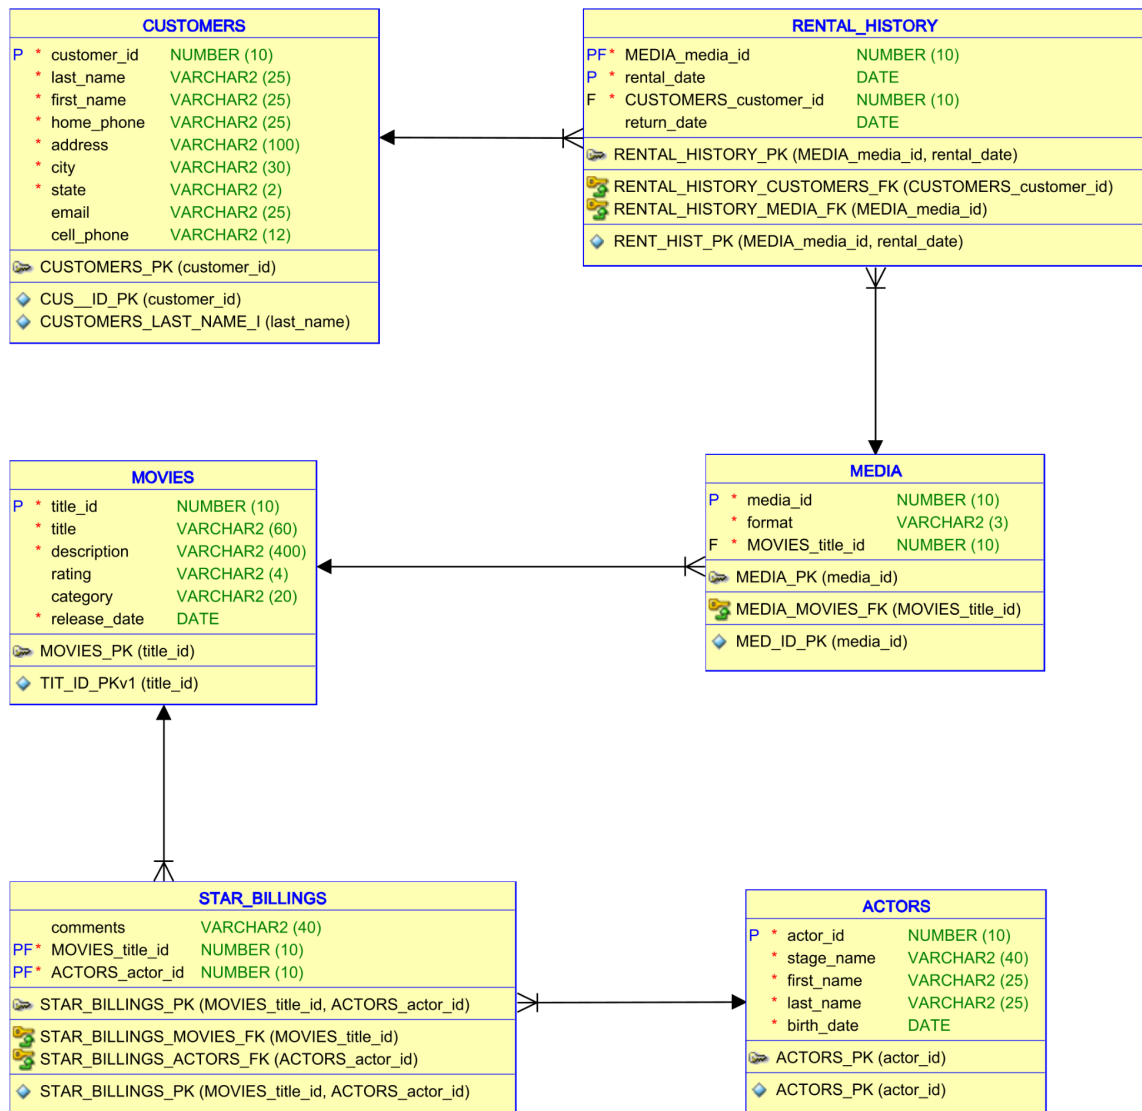 CUSTOMERS
P * customer_id NUMBER (10)
* last_name VARCHAR2 (25)
* first_name VARCHAR2 (25)
* home_phone VARCHAR2 (25)
* address VARCHAR2 (100)
* city VARCHAR2 (30)
* state VARCHAR2 (2)
email VARCHAR2 (25)
cell_phone VARCHAR2 (12)
CUSTOMERS_PK (customer_id)
CUS__ID_PK (customer_id)
CUSTOMERS_LAST_NAME_I (last_name)
RENTAL_HISTORY
PF* MEDIA_media_id NUMBER (10)
P * rental_date DATE
F * CUSTOMERS_customer_id NUMBER (10)
return_date DATE
RENTAL_HISTORY_PK (MEDIA_media_id, rental_date)
RENTAL_HISTORY_CUSTOMERS_FK (CUSTOMERS_customer_id)
RENTAL_HISTORY_MEDIA_FK (MEDIA_media_id)
RENT_HIST_PK (MEDIA_media_id, rental_date)
MOVIES
P * title_id NUMBER (10)
* title VARCHAR2 (60)
* description VARCHAR2 (400)
rating VARCHAR2 (4)
category VARCHAR2 (20)
* release_date DATE
MOVIES_PK (title_id)
TIT_ID_PKv1 (title_id)
MEDIA
P * media_id NUMBER (10)
* format VARCHAR2 (3)
F * MOVIES_title_id NUMBER (10)
MEDIA_PK (media_id)
MEDIA_MOVIES_FK (MOVIES_title_id)
MED_ID_PK (media_id)
STAR_BILLINGS
comments VARCHAR2 (40)
PF* MOVIES_title_id NUMBER (10)
PF* ACTORS_actor_id NUMBER (10)
STAR_BILLINGS_PK (MOVIES_title_id, ACTORS_actor_id)
STAR_BILLINGS_MOVIES_FK (MOVIES_title_id)
STAR_BILLINGS_ACTORS_FK (ACTORS_actor_id)
STAR_BILLINGS_PK (MOVIES_title_id, ACTORS_actor_id)
ACTORS
P * actor_id NUMBER (10)
* stage_name VARCHAR2 (40)
* first_name VARCHAR2 (25)
* last_name VARCHAR2 (25)
* birth_date DATE
ACTORS_PK (actor_id)
ACTORS_PK (actor_id)